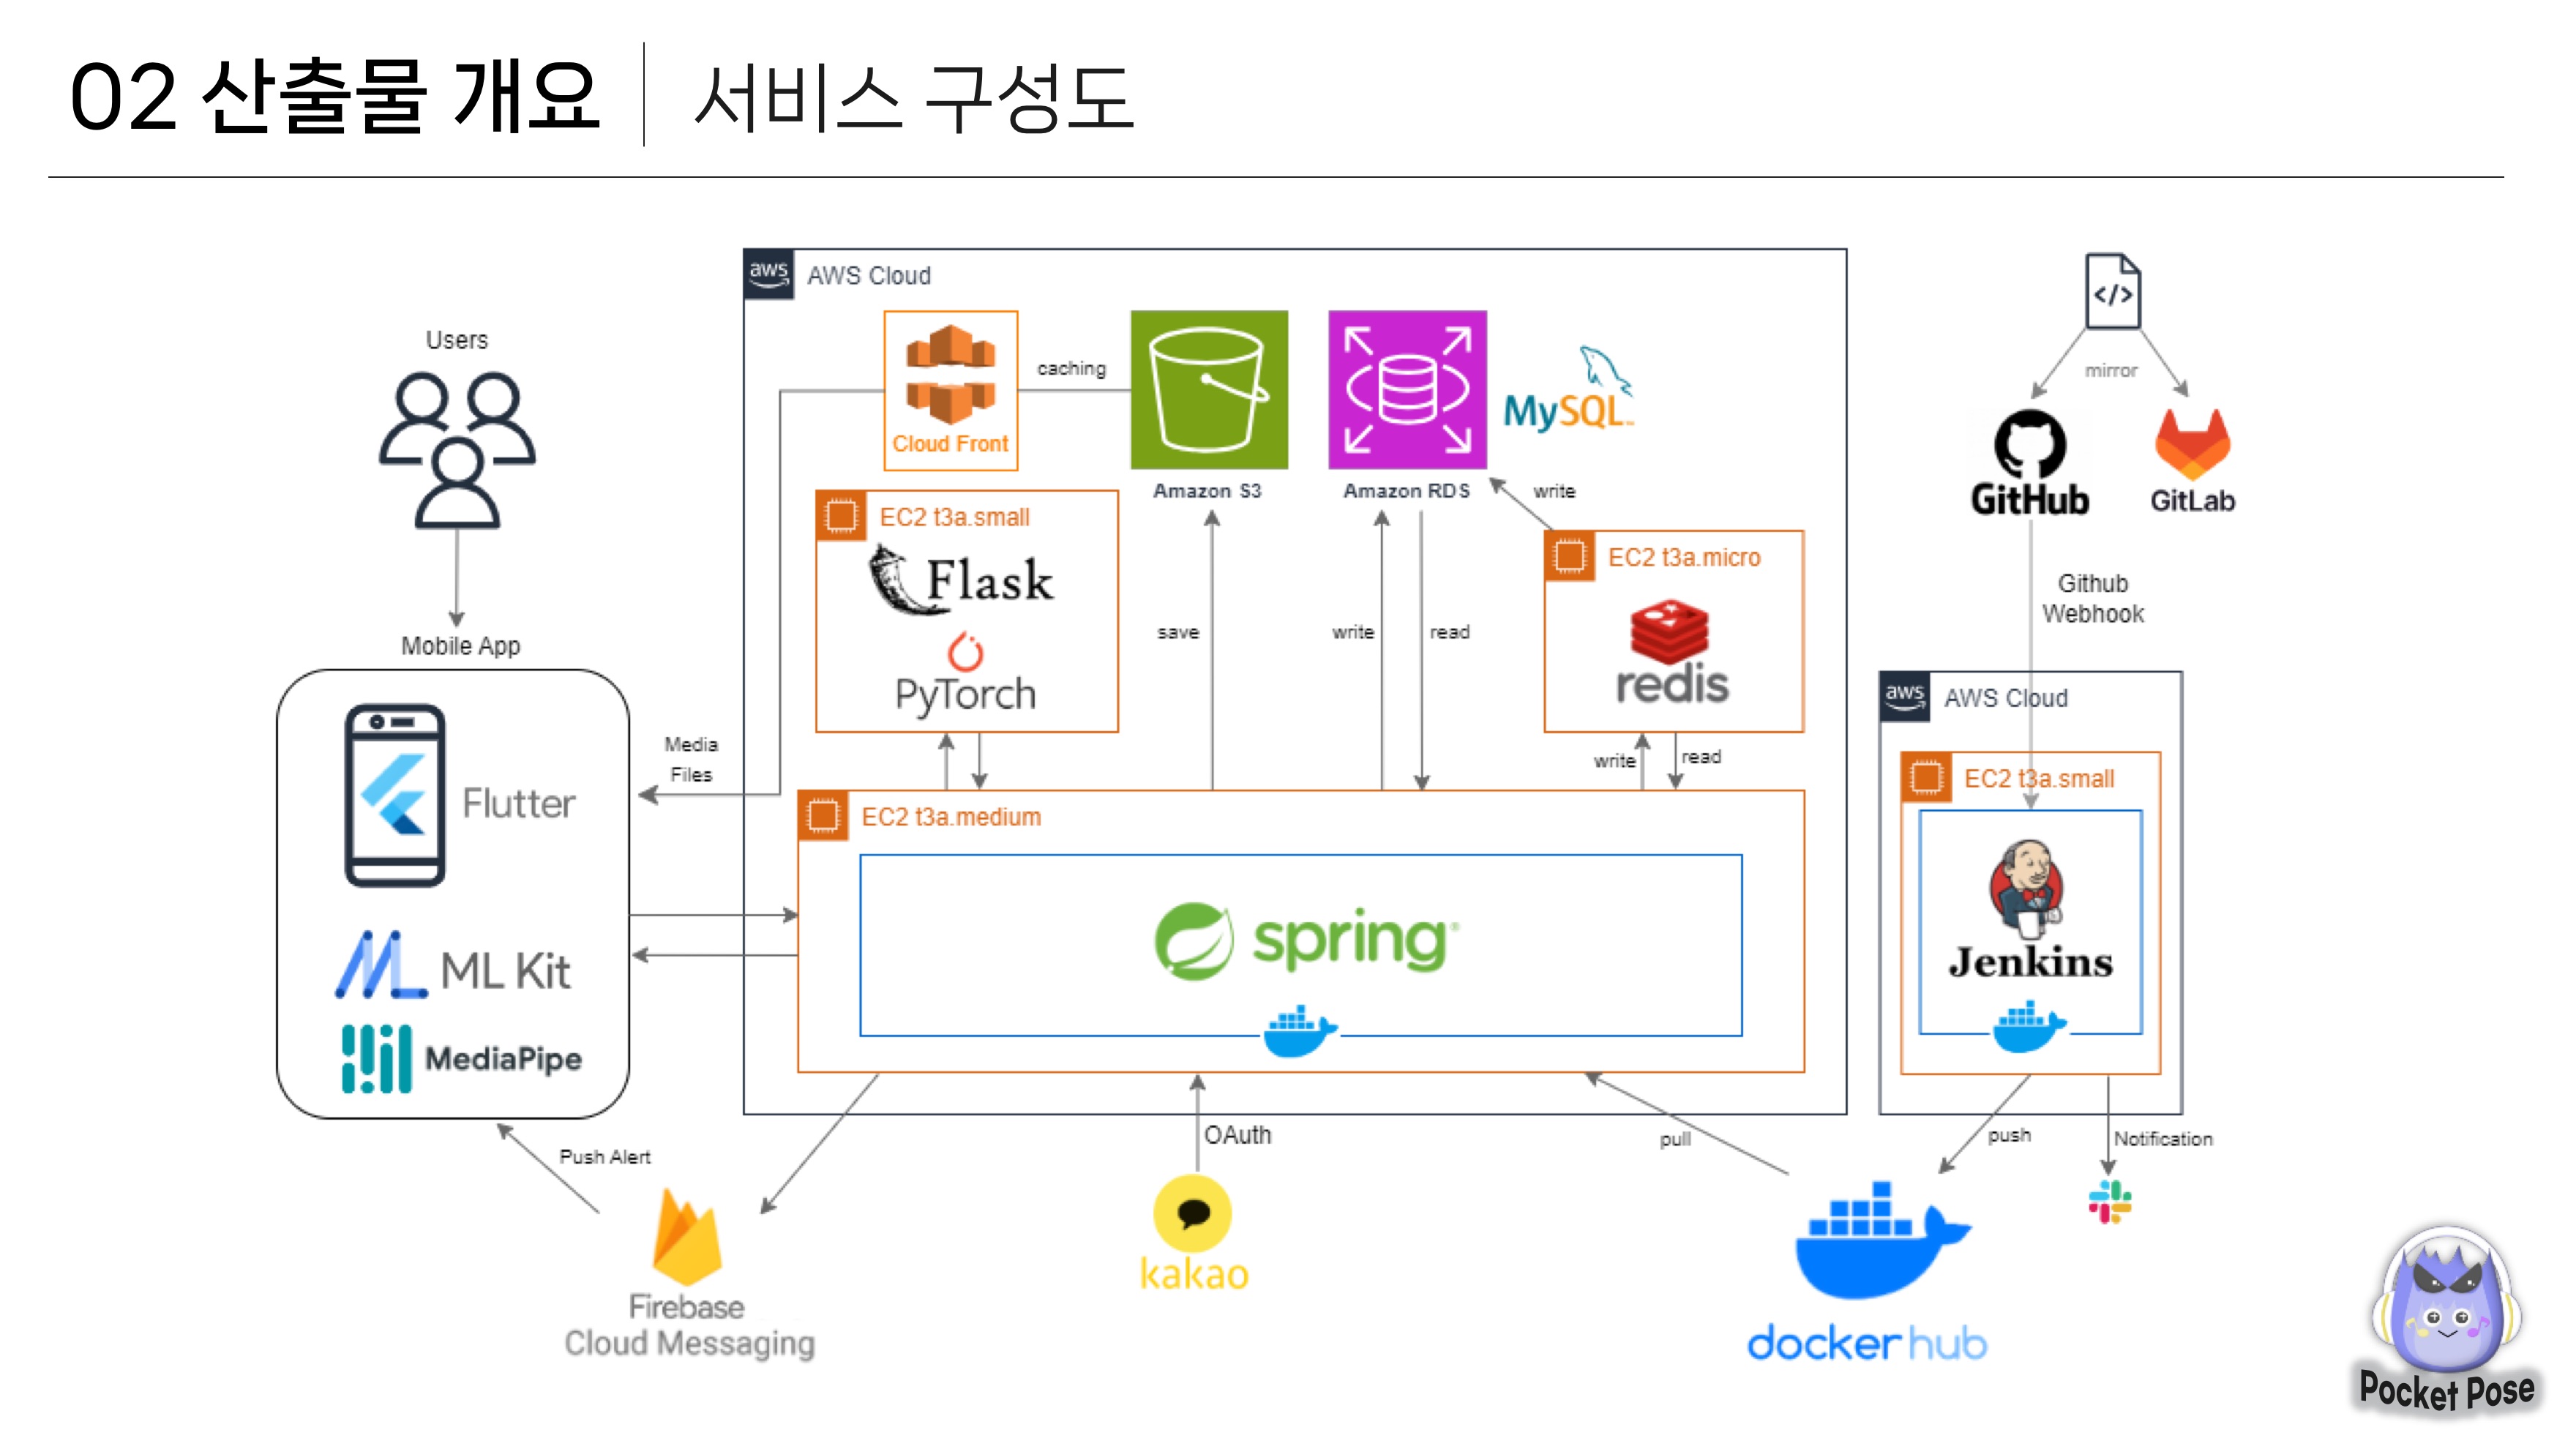 02 산출물 개요
서비스 구성도
aws
AWS Cloud
Users
Cloud Front
caching
Amazon S3
Amazon RDS
MySQL
write
mirror
GitHub
GitLab
EC2 t3a.small
Flask
PyTorch
save
write
read
EC2 t3a.micro
redis
Github
Webhook
Mobile App
Flutter
ML Kit
MediaPipe
Media
Files
write
read
EC2 t3a.medium
spring
aws
AWS Cloud
EC2 t3a.small
Jenkins
Push Alert
OAuth
pull
push
Notification
Firebase
Cloud Messaging
kakao
docker hub
Pocket Pose